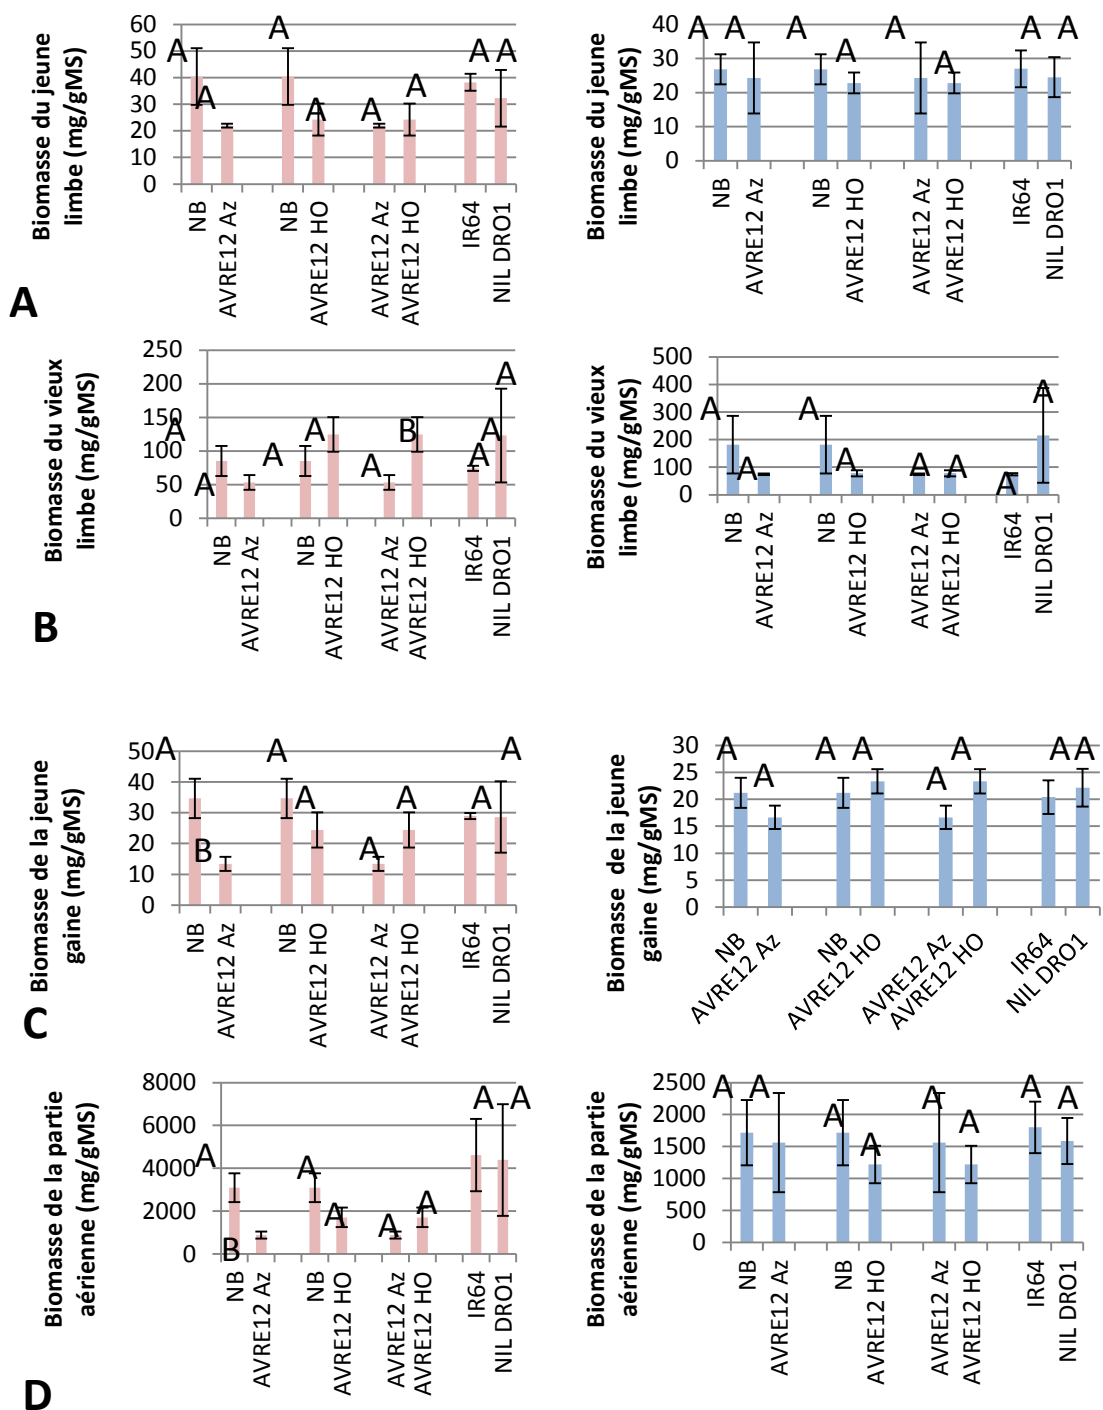 Biomasse du jeune
limbe (mg/gMS)
60
50
40
30
20
10
0
A
A
A
A
A
A
A
A
NB
AVRE12 Az
NB
AVRE12 HO
AVRE12 Az
AVRE12 HO
IR64
NIL DRO1
Biomasse du jeune
limbe (mg/gMS)
40
30
20
10
0
A
A
A
A
A
A
A
A
NB
AVRE12 Az
NB
AVRE12 HO
AVRE12 Az
AVRE12 HO
IR64
NIL DRO1
A
Biomasse du vieux
limbe (mg/gMS)
250
200
150
100
50
0
A
A
A
A
A
B
A
A
A
NB
AVRE12 Az
NB
AVRE12 HO
AVRE12 Az
AVRE12 HO
IR64
NIL DRO1
Biomasse du vieux
limbe (mg/gMS)
500
400
300
200
100
0
A
A
A
A
A
A
A
A
NB
AVRE12 Az
NB
AVRE12 HO
AVRE12 Az
AVRE12 HO
IR64
NIL DRO1
B
Biomasse de la jeune
gaine (mg/gMS)
50
40
30
20
10
0
A
B
A
A
A
A
A
A
NB
AVRE12 Az
NB
AVRE12 HO
AVRE12 Az
AVRE12 HO
IR64
NIL DRO1
Biomasse de la jeune
gaine (mg/gMS)
30
25
20
15
10
5
0
A
A
A
A
A
A
A
A
NB
AVRE12 Az
NB
AVRE12 HO
AVRE12 Az
AVRE12 HO
IR64
NIL DRO1
C
Biomasse de la partie
aérienne (mg/gMS)
8000
6000
4000
2000
0
A
B
A
A
A
A
A
A
NB
AVRE12 Az
NB
AVRE12 HO
AVRE12 Az
AVRE12 HO
IR64
NIL DRO1
Biomasse de la partie
aérienne (mg/gMS)
2500
2000
1500
1000
500
0
A
A
A
A
A
A
A
A
NB
AVRE12 Az
NB
AVRE12 HO
AVRE12 Az
AVRE12 HO
IR64
NIL DRO1
D